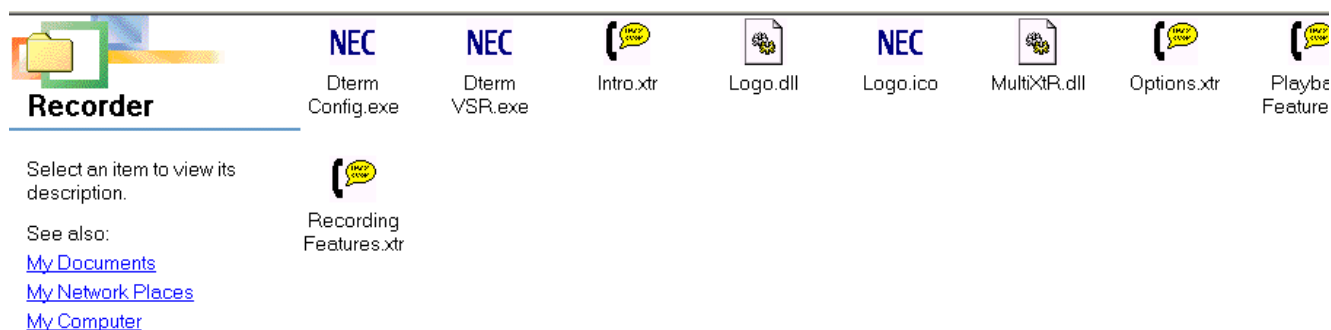 NEC
NEC
NEC
Dterm
Config.exe
Dterm
VSR.exe
Intro.xtr
Logo.dll
Logo.ico
MultiXtR.dll
Options.xtr
Playba
Feature
Recorder
Select an item to view its
description.
See also:
My Documents
My Network Places
My Computer
Recording
Features.xtr